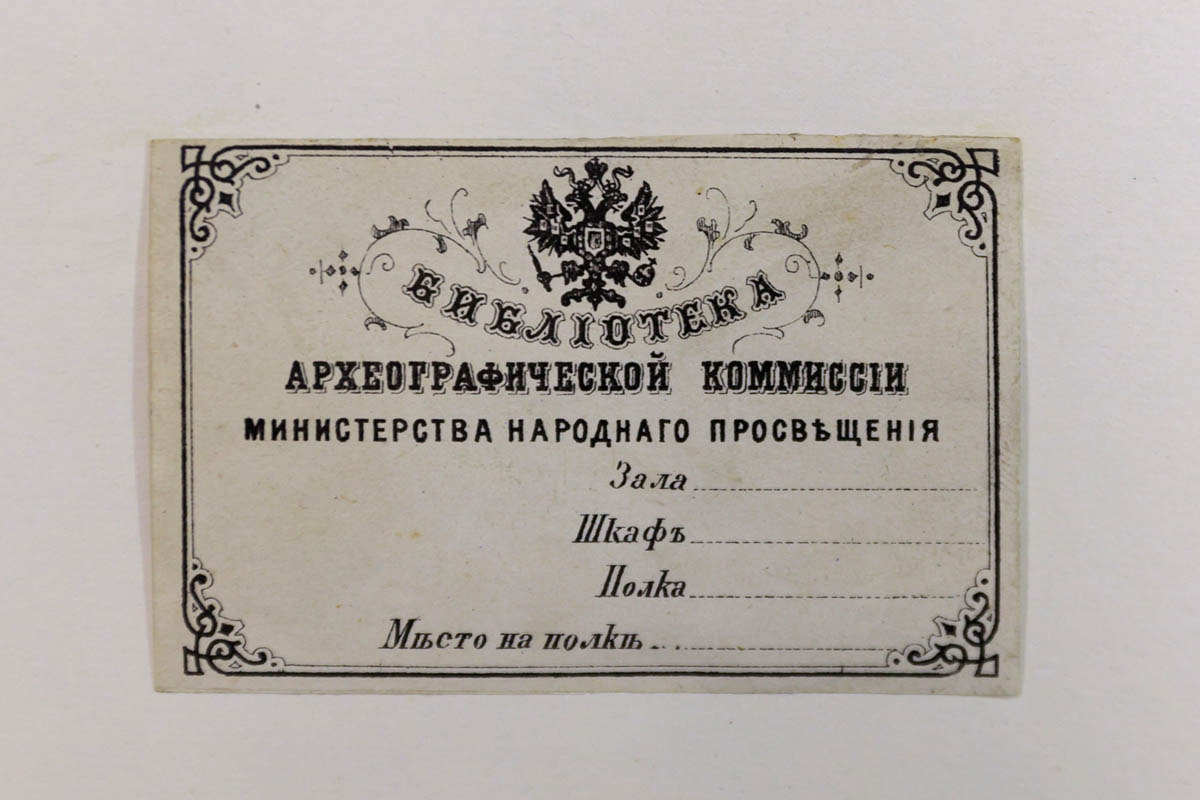 БИБЛІОТЕКА
АРХЕОГРАФИЧЕСКОЙ КОММИССІИ
МИНИСТЕРСТВА НАРОДНАГО ПРОСВѢЩЕНІЯ
Зала
Шкафъ
Полка
Мѣсто на полкѣ